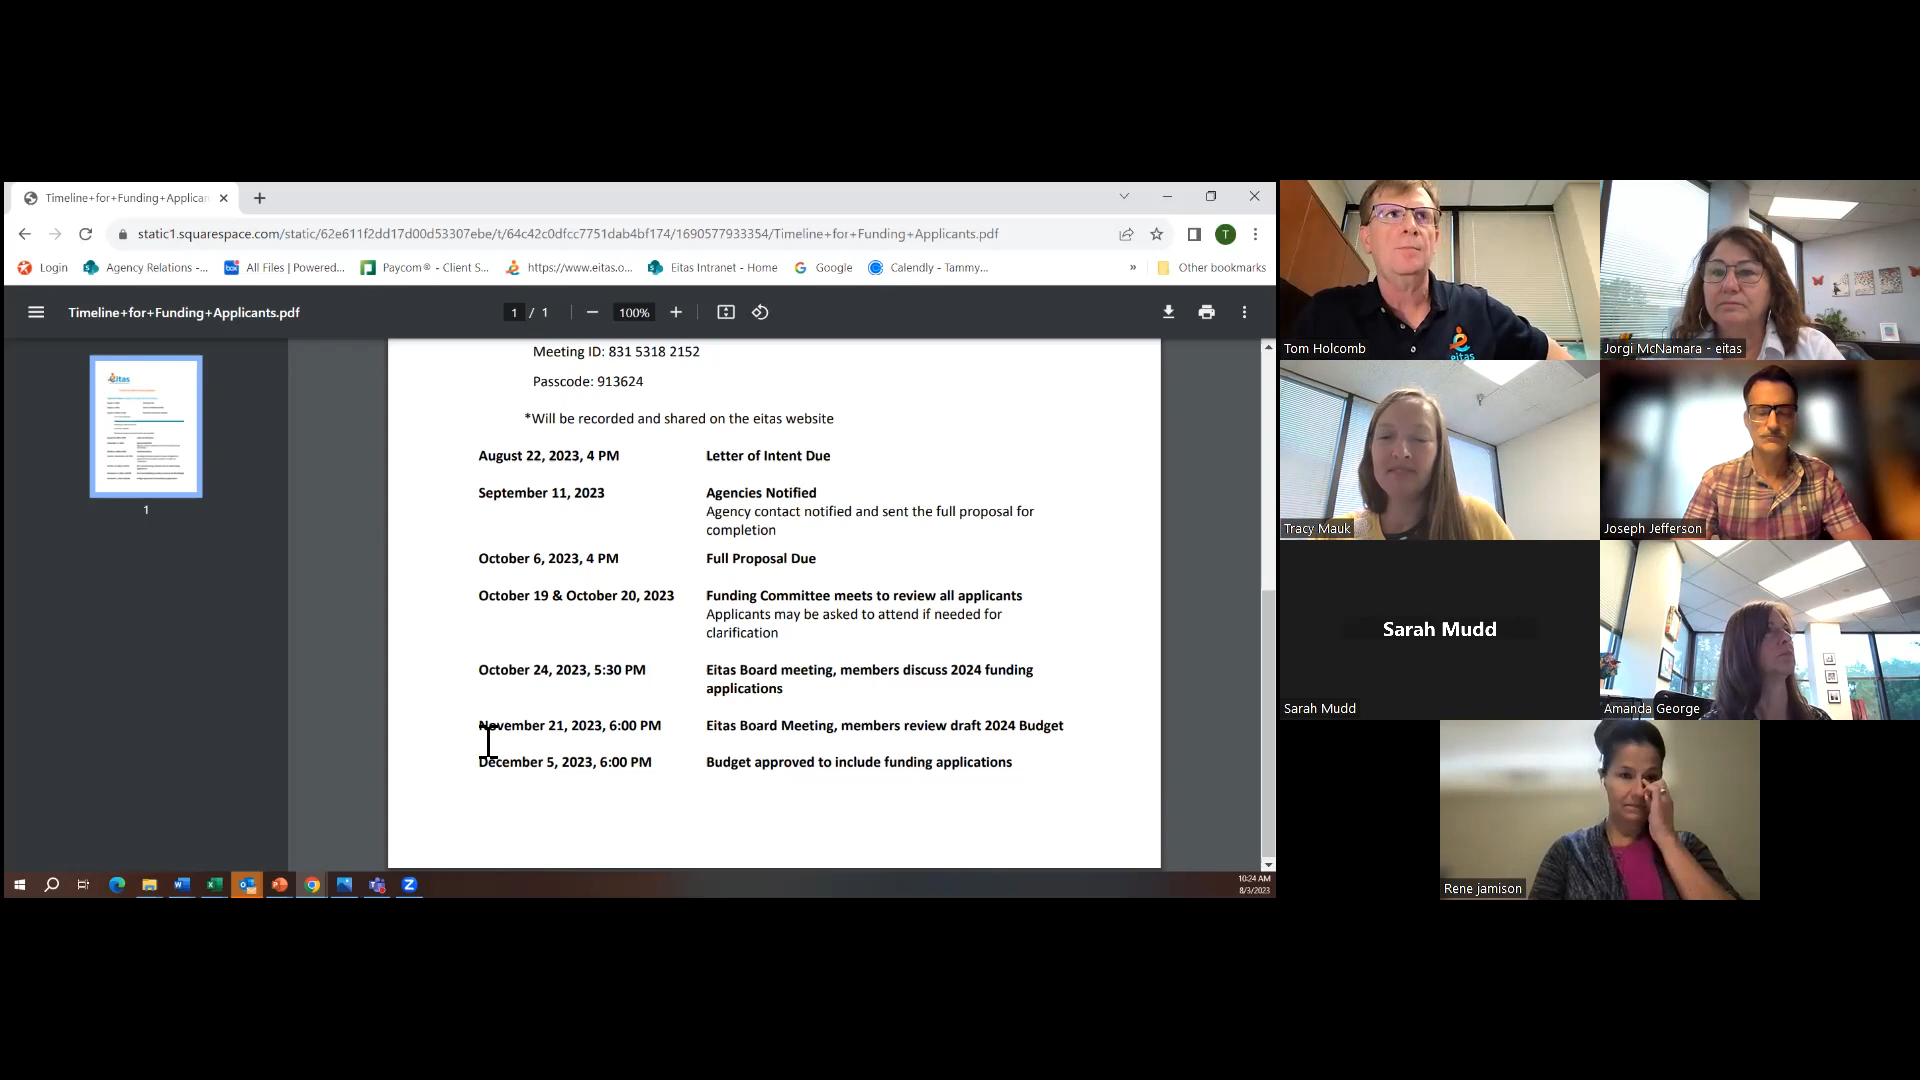 Timeline+for+Funding+Applican
static1.squarespace.com/static/62e611f2dd17d00d53307ebe/t/64c42c0dfcc7751dab4bf174/1690577933354/Timeline+for+Funding+Applicants.pdf
T
Login
Agency Relations -...
box
All Files | Powered...
Paycom® - Client S...
https://www.eitas.o...
Eitas Intranet - Home
Google
Calendly - Tammy...
»
Other bookmarks
Timeline+for+Funding+Applicants.pdf
1 / 1
100%
eitas
1
Meeting ID: 831 5318 2152
Passcode: 913624
*Will be recorded and shared on the eitas website
August 22, 2023, 4 PM Letter of Intent Due
September 11, 2023 Agencies Notified
Agency contact notified and sent the full proposal for
completion
October 6, 2023, 4 PM Full Proposal Due
October 19 & October 20, 2023 Funding Committee meets to review all applicants
Applicants may be asked to attend if needed for
clarification
October 24, 2023, 5:30 PM Eitas Board meeting, members discuss 2024 funding
applications
November 21, 2023, 6:00 PM Eitas Board Meeting, members review draft 2024 Budget
December 5, 2023, 6:00 PM Budget approved to include funding applications
10:24 AM
8/3/2023
eitas
Tom Holcomb
Jorgi McNamara - eitas
Tracy Mauk
Joseph Jefferson
Sarah Mudd
Sarah Mudd
Amanda George
Rene jamison